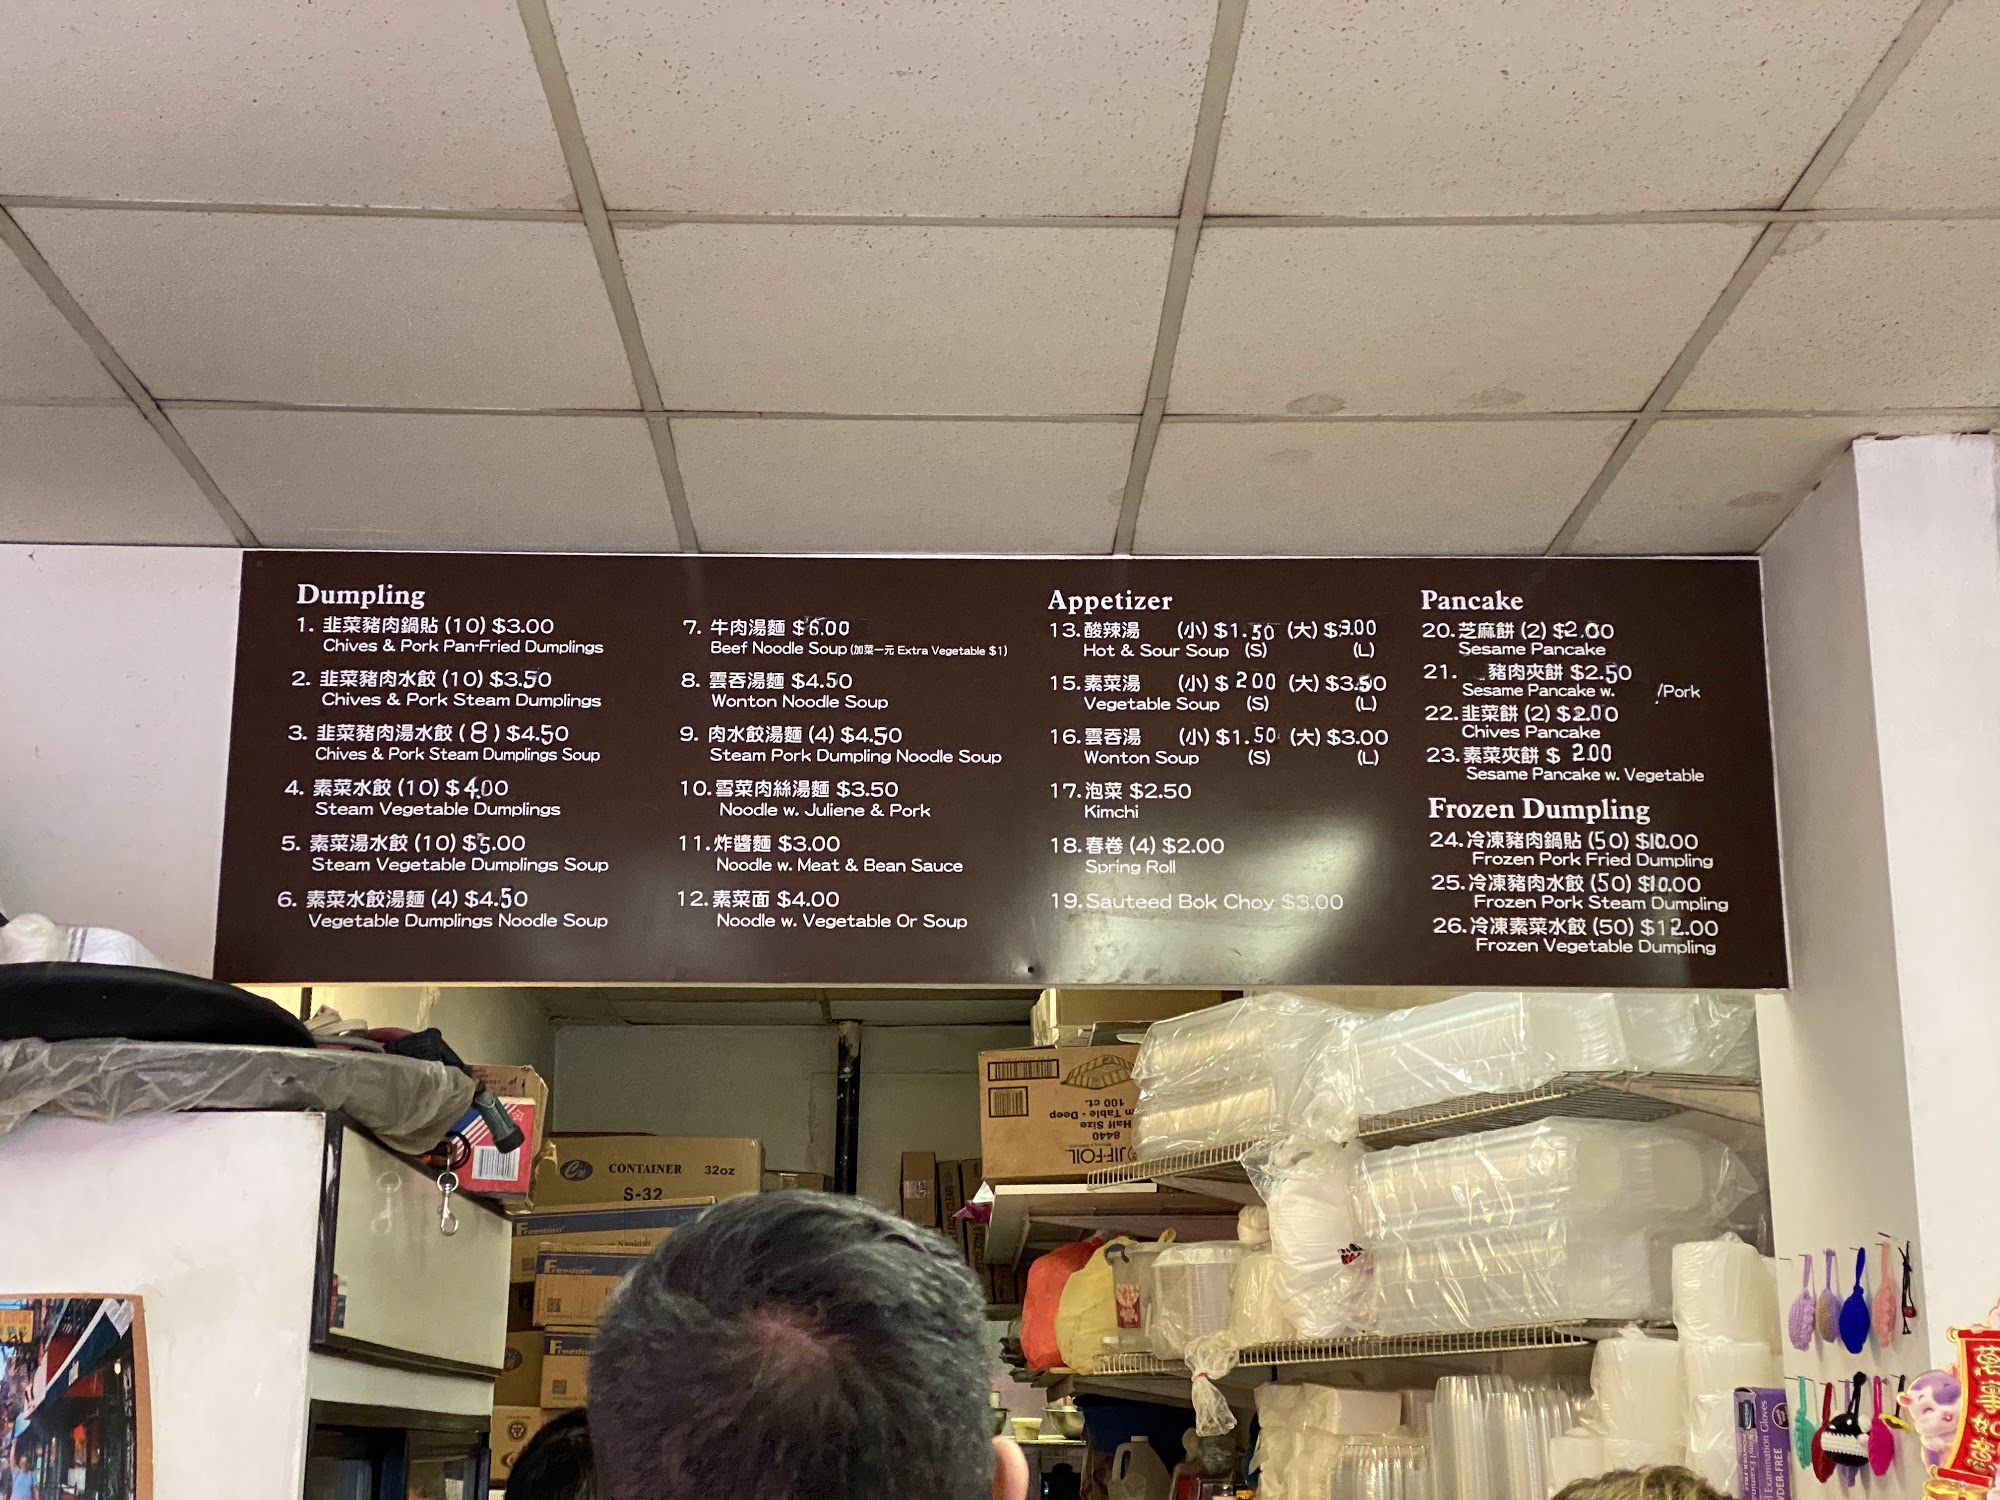 Dumpling
1. 韭菜豬肉鍋貼 (10) $3.00
Chives & Pork Pan-Fried Dumplings
2. 韭菜豬肉水餃 (10) $3.50
Chives & Pork Steam Dumplings
3. 韭菜豬肉湯水餃 (8) $4.50
Chives & Pork Steam Dumplings Soup
4. 素菜水餃 (10) $4.00
Steam Vegetable Dumplings
5. 素菜湯水餃 (10) $5.00
Steam Vegetable Dumplings Soup
6. 素菜水餃湯麵 (4) $4.50
Vegetable Dumplings Noodle Soup
7. 牛肉湯麵 $6.00
Beef Noodle Soup (加菜一元 Extra Vegetable $1)
8. 雲吞湯麵 $4.50
Wonton Noodle Soup
9. 肉水餃湯麵 (4) $4.50
Steam Pork Dumpling Noodle Soup
10. 雪菜肉絲湯麵 $3.50
Noodle w. Juliene & Pork
11. 炸醬麵 $3.00
Noodle w. Meat & Bean Sauce
12. 素菜面 $4.00
Noodle w. Vegetable Or Soup
Appetizer
13. 酸辣湯 (小) $1.50 (大) $3.00
Hot & Sour Soup (S) (L)
15. 素菜湯 (小) $ 2.00 (大) $3.50
Vegetable Soup (S) (L)
16. 雲吞湯 (小) $1.50 (大) $3.00
Wonton Soup (S) (L)
17. 泡菜 $2.50
Kimchi
18. 春卷 (4) $2.00
Spring Roll
19. Sauteed Bok Choy $3.00
Pancake
20. 芝麻餅 (2) $2.00
Sesame Pancake
21. 豬肉夾餅 $2.50
Sesame Pancake w. /Pork
22. 韭菜餅 (2) $2.00
Chives Pancake
23. 素菜夾餅 $ 2.00
Sesame Pancake w. Vegetable
Frozen Dumpling
24. 冷凍豬肉鍋貼 (50) $10.00
Frozen Pork Fried Dumpling
25. 冷凍豬肉水餃 (50) $10.00
Frozen Pork Steam Dumpling
26. 冷凍素菜水餃 (50) $12.00
Frozen Vegetable Dumpling
CONTAINER 32oz
S-32
Freedom
Napkin
Freedom
Freedom
JIF-FOIL
8440
Half Size
Table - Deep
100 ct.
Examination Gloves